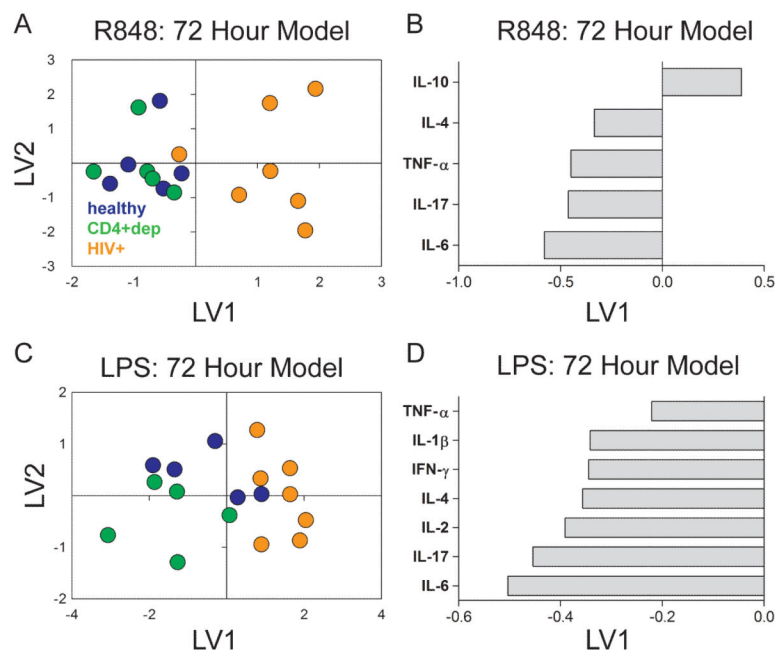 A
R848: 72 Hour Model
3
2
1
0
-1
-2
-3
LV2
healthy
CD4+dep
HIV+
-2
-1
0
1
2
3
LV1
B
R848: 72 Hour Model
IL-10
IL-4
TNF-α
IL-17
IL-6
-1.0
-0.5
0.0
0.5
LV1
C
LPS: 72 Hour Model
2
1
0
-1
-2
LV2
-4
-2
0
2
4
LV1
D
LPS: 72 Hour Model
TNF-α
IL-1β
IFN-γ
IL-4
IL-2
IL-17
IL-6
-0.6
-0.4
-0.2
0.0
LV1